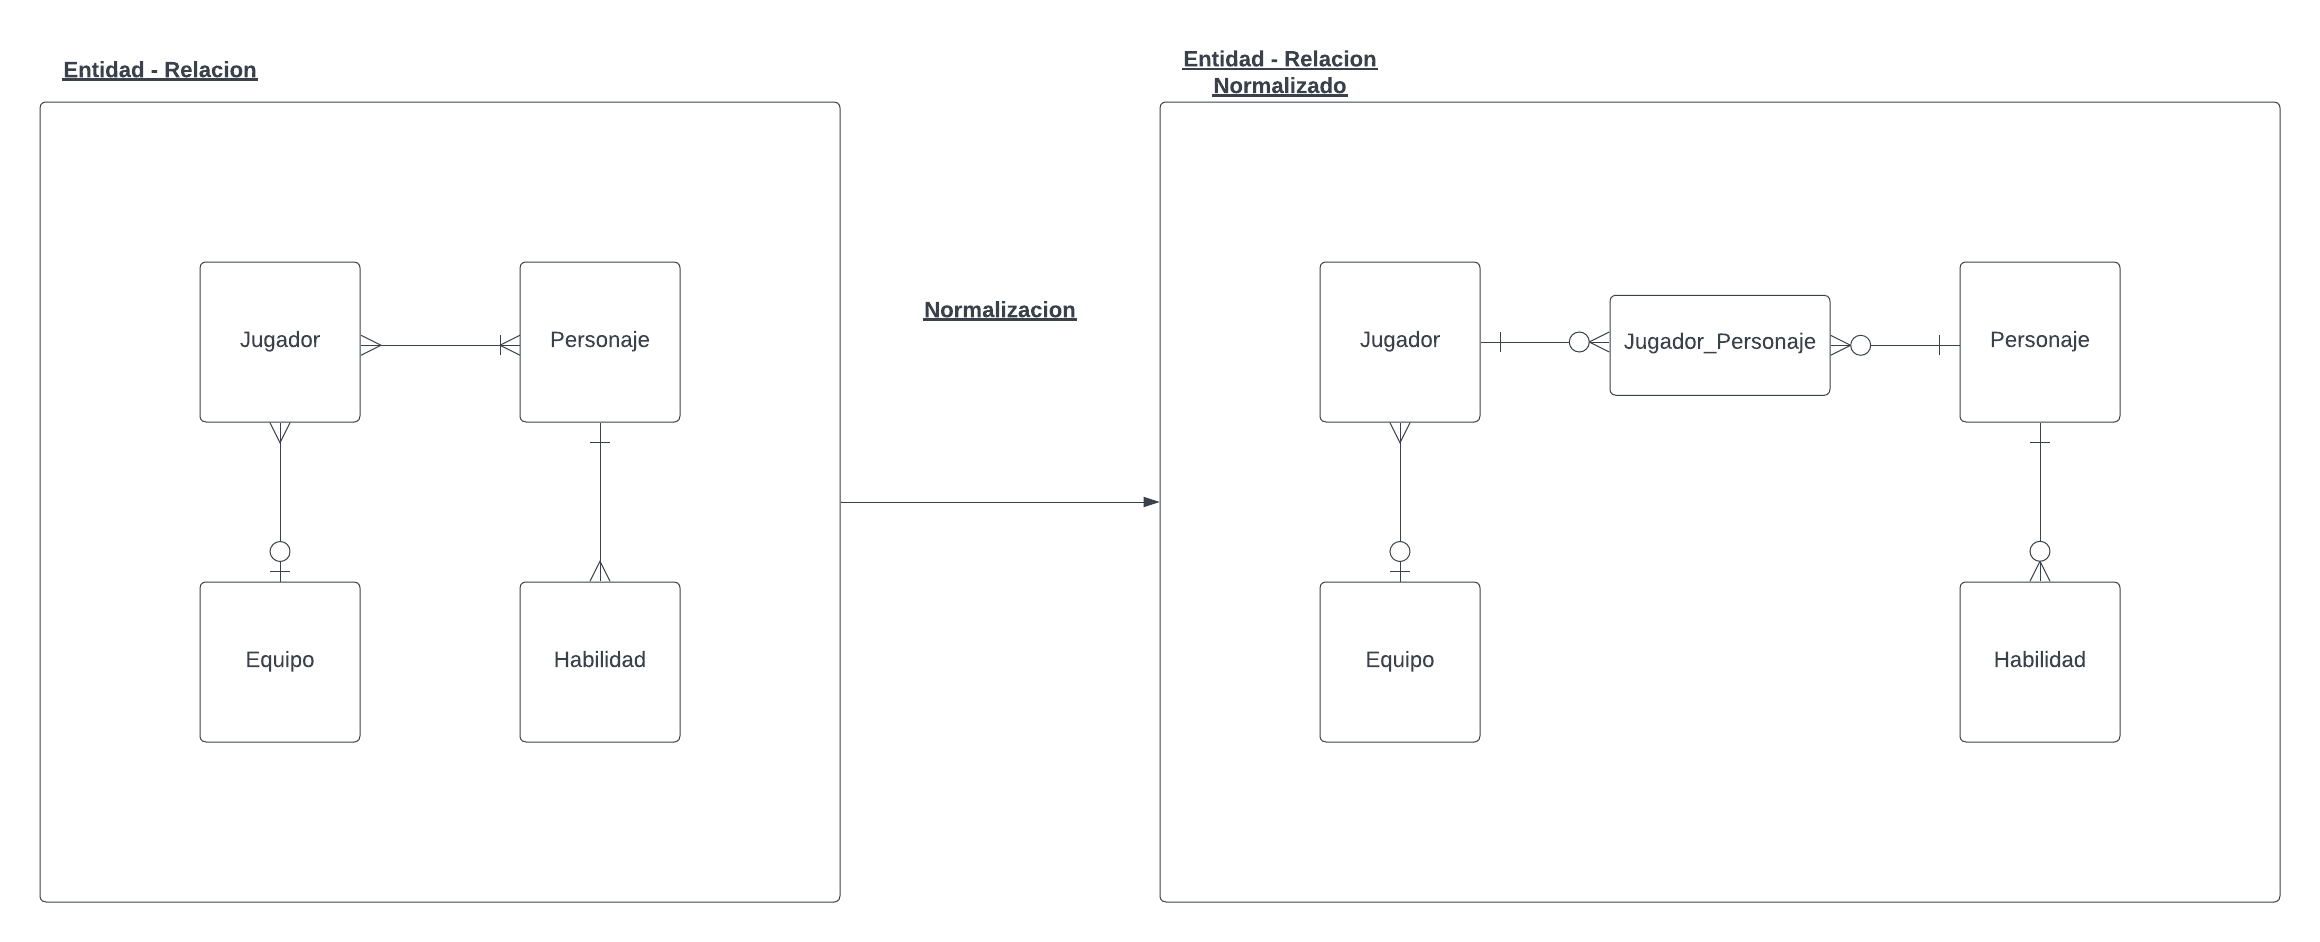 Entidad - Relacion
Jugador
Personaje
Equipo
Habilidad
Normalizacion
Entidad - Relacion
Normalizado
Jugador
Jugador_Personaje
Personaje
Equipo
Habilidad